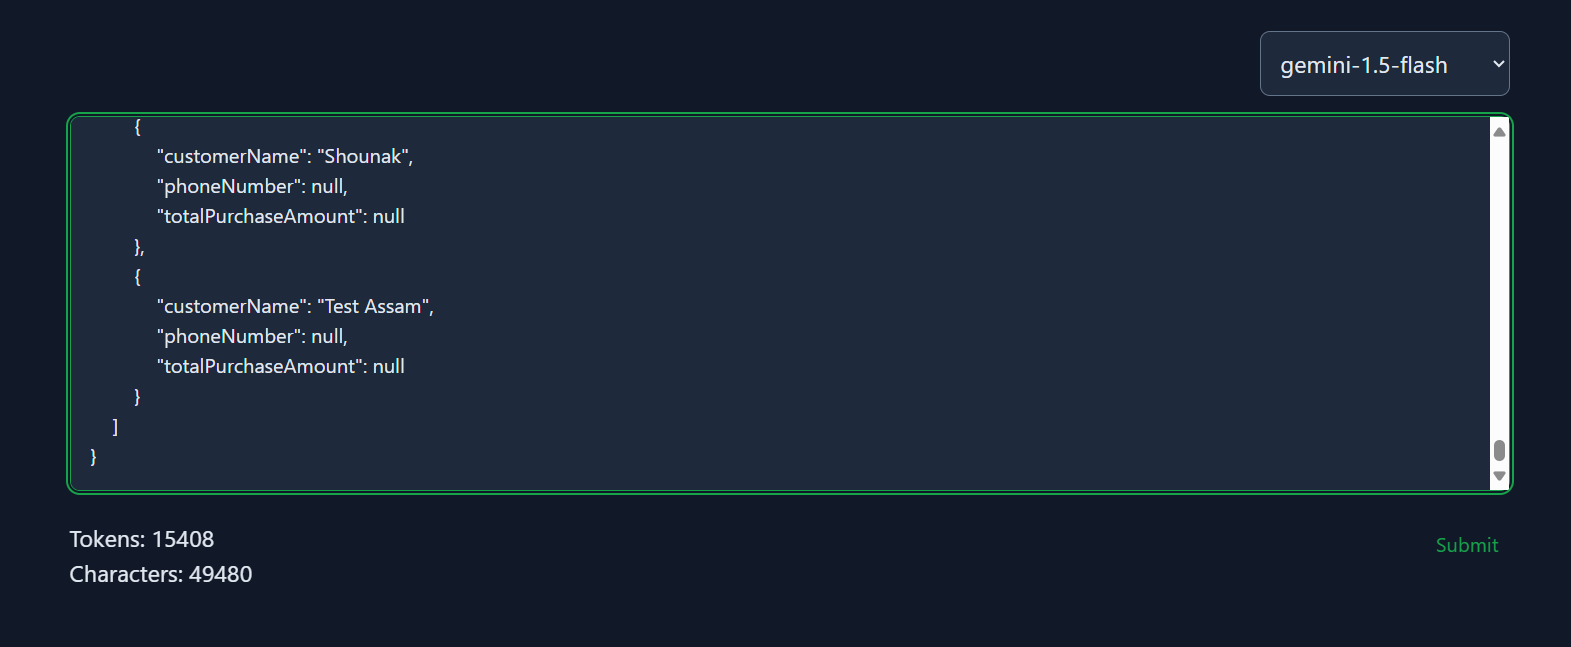 gemini-1.5-flash
{
"customerName": "Shounak",
"phoneNumber": null,
"totalPurchaseAmount": null
},
{
"customerName": "Test Assam",
"phoneNumber": null,
"totalPurchaseAmount": null
}
]
}
Tokens: 15408
Submit
Characters: 49480